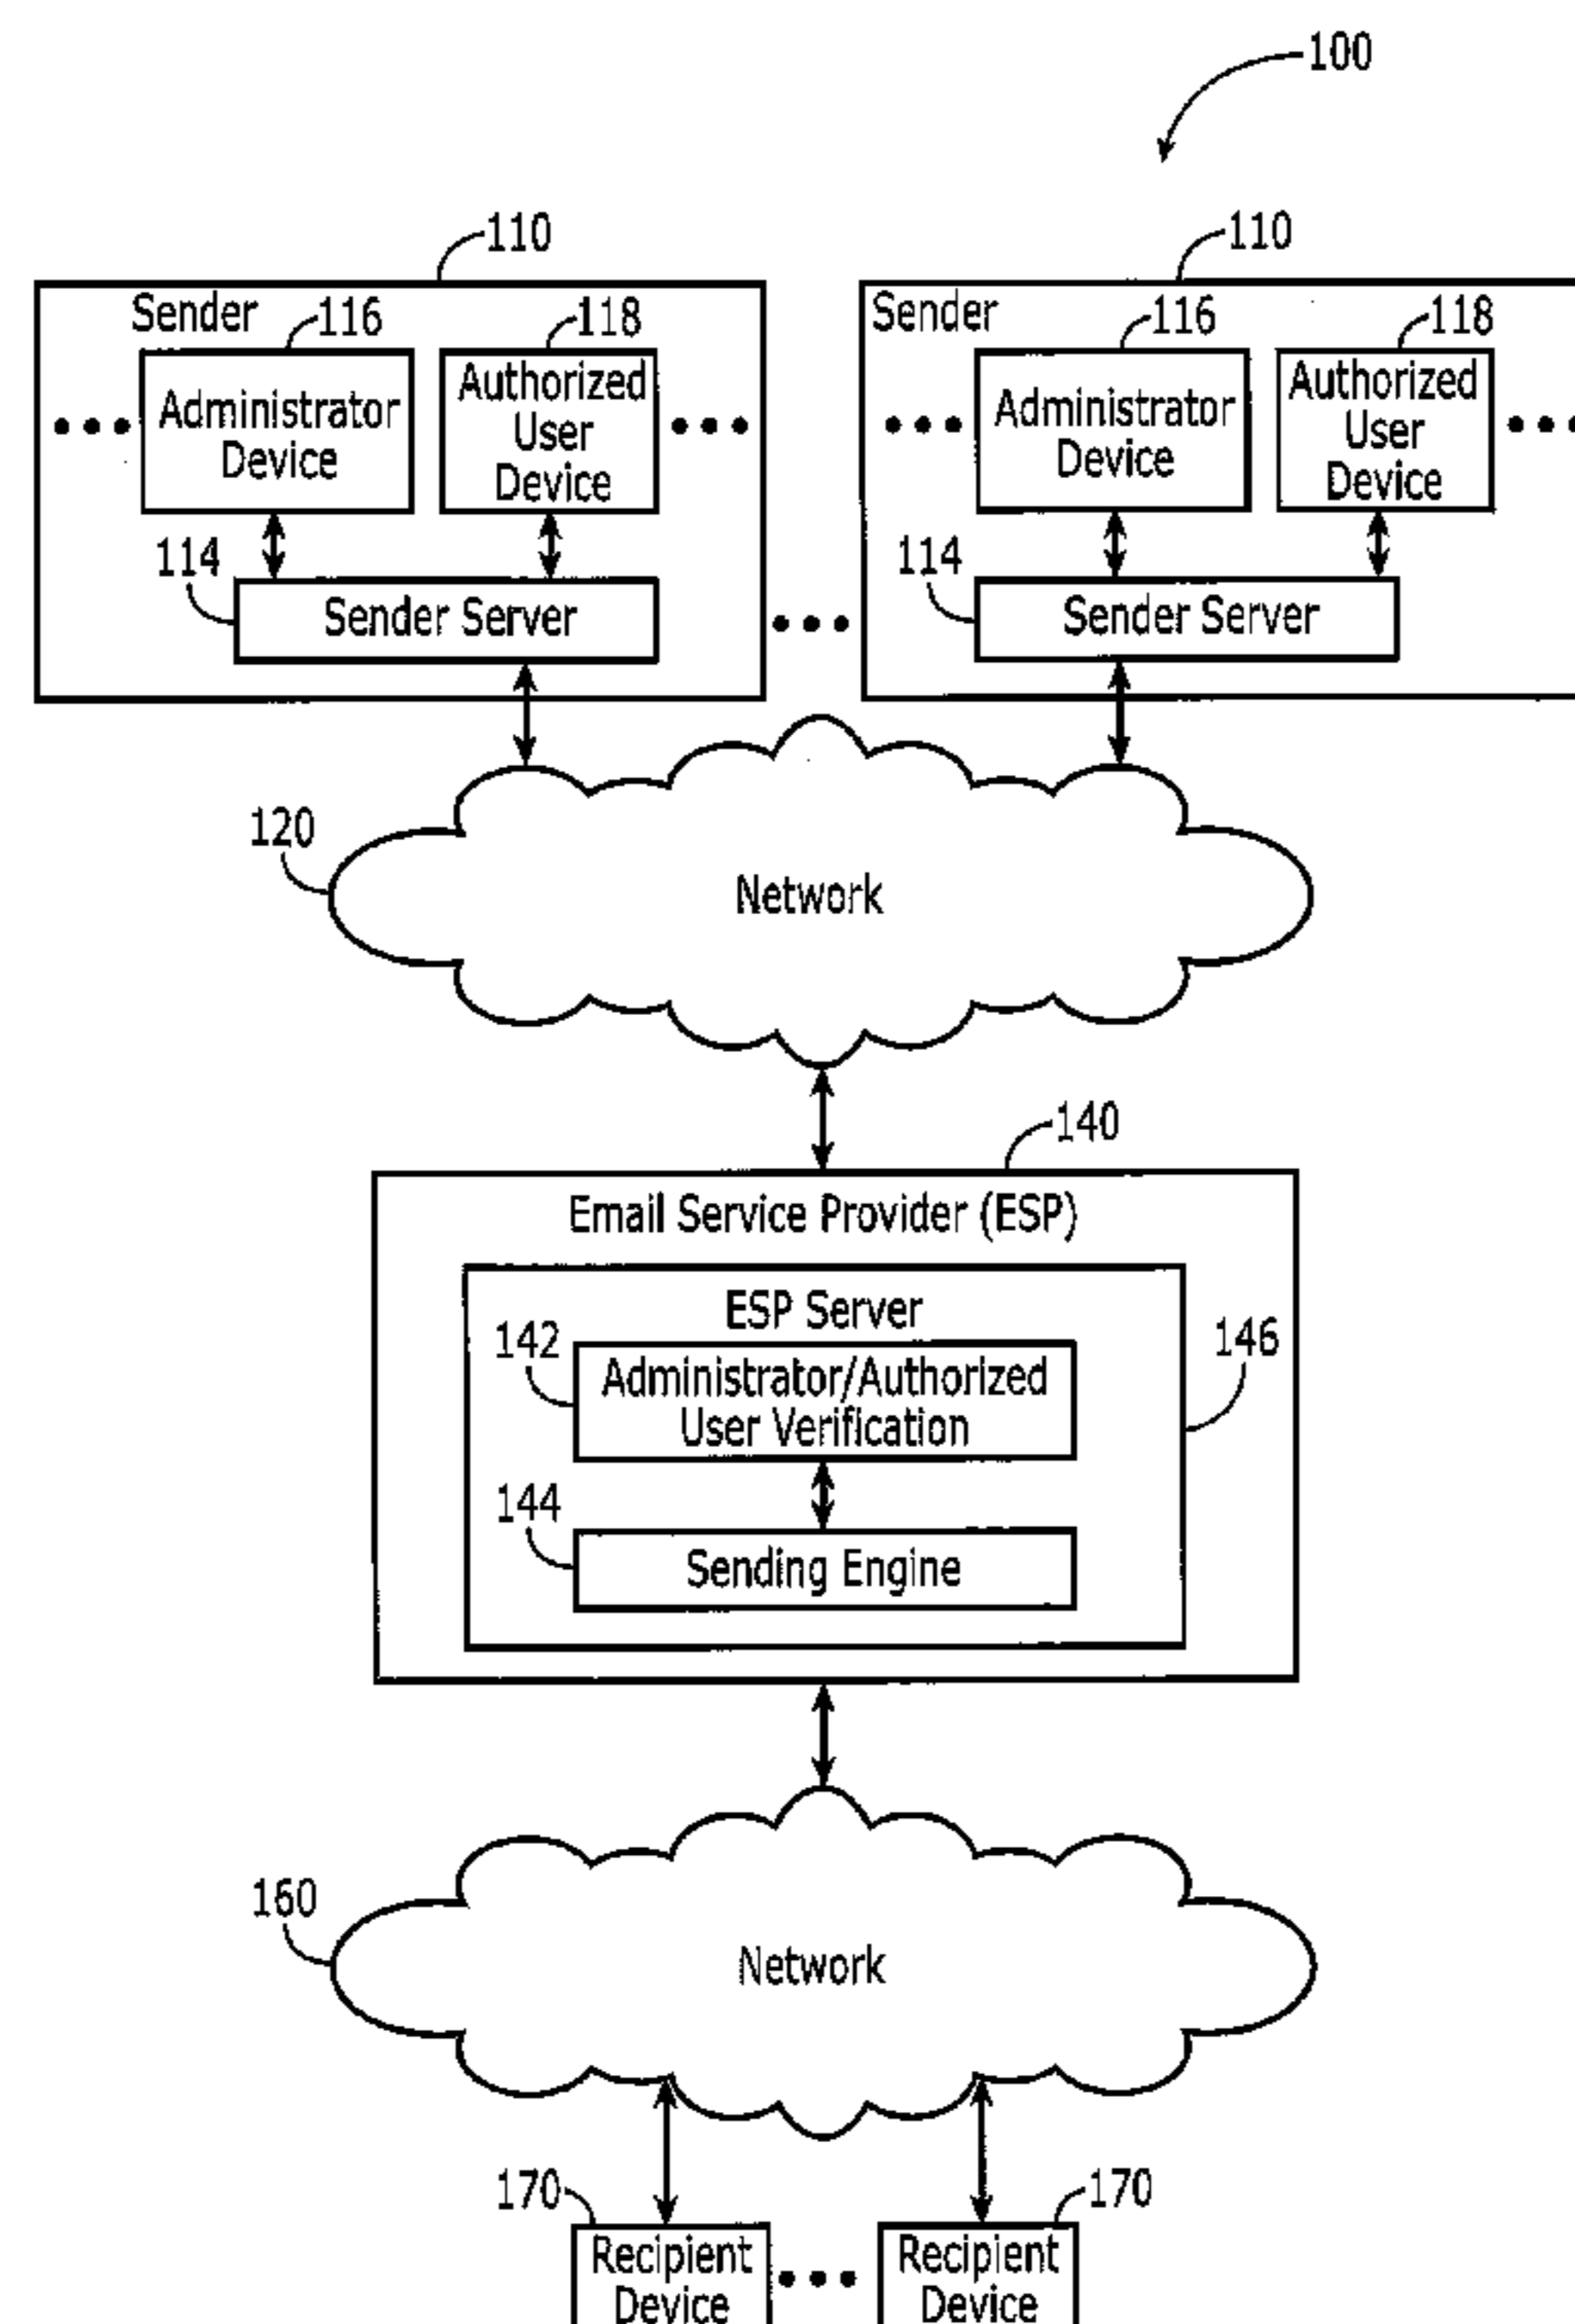 100
110
110
Sender
116
118
Sender
116
118
Administrator
Device
Authorized
User
Device
Administrator
Device
Authorized
User
Device
114
Sender Server
114
Sender Server
120
Network
140
Email Service Provider (ESP)
ESP Server
142
146
Administrator/Authorized
User Verification
144
Sending Engine
160
Network
170
170
Recipient
Device
Recipient
Device